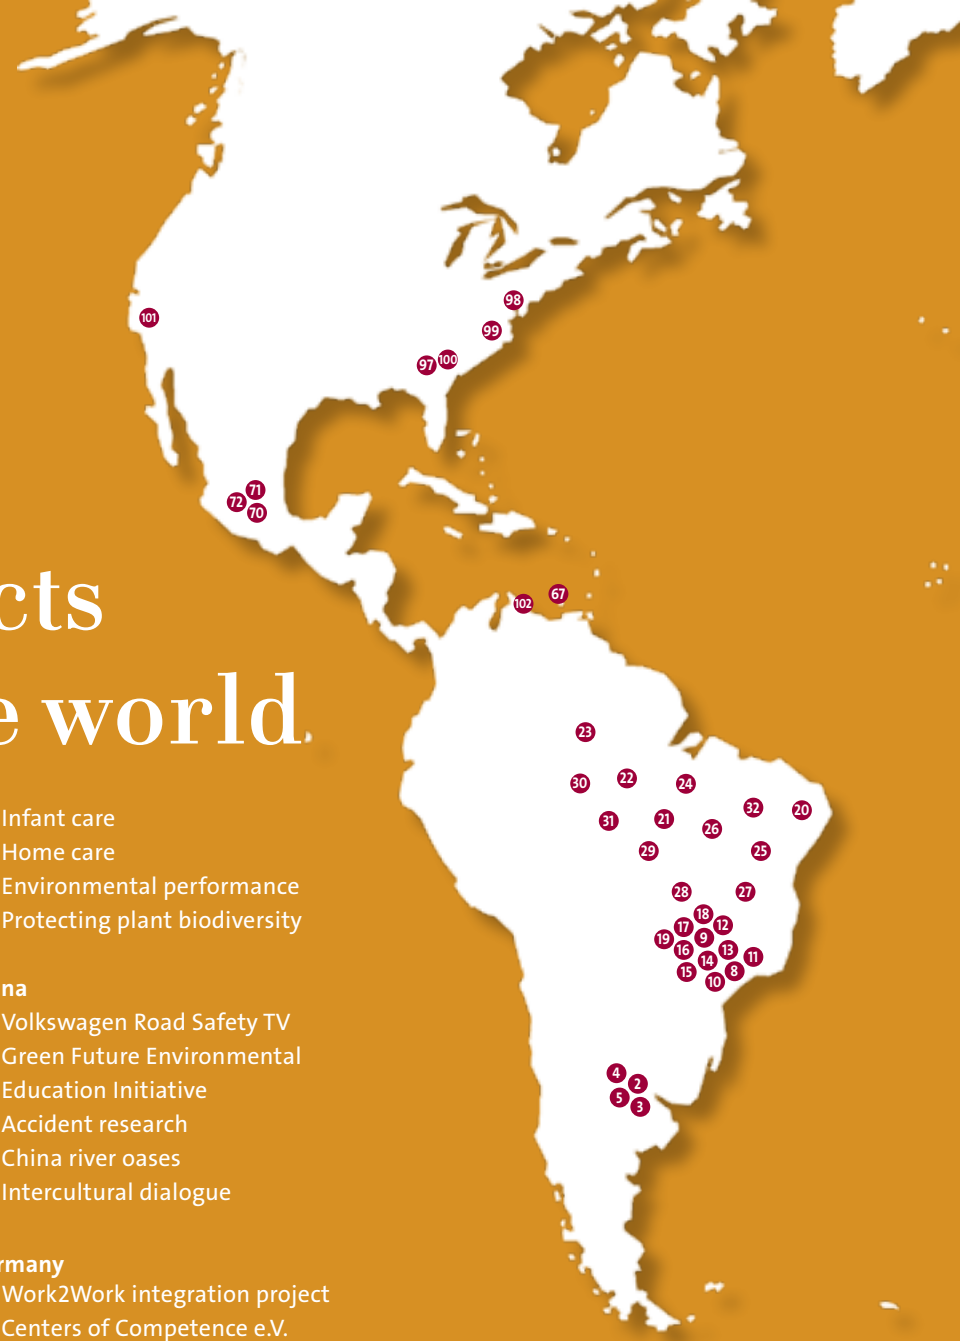 98
101
99
100
97
71
72
70
cts
67
102
e world
23
22
30
24
32
20
31
21
26
29
25
28
27
18
17
12
19
9
16
13
11
14
15
8
10
Infant care
Home care
Environmental performance
Protecting plant biodiversity
na
Volkswagen Road Safety TV
Green Future Environmental
Education Initiative
Accident research
China river oases
Intercultural dialogue
4
2
5
3
rmany
Work2Work integration project
Centers of Competence e.V.